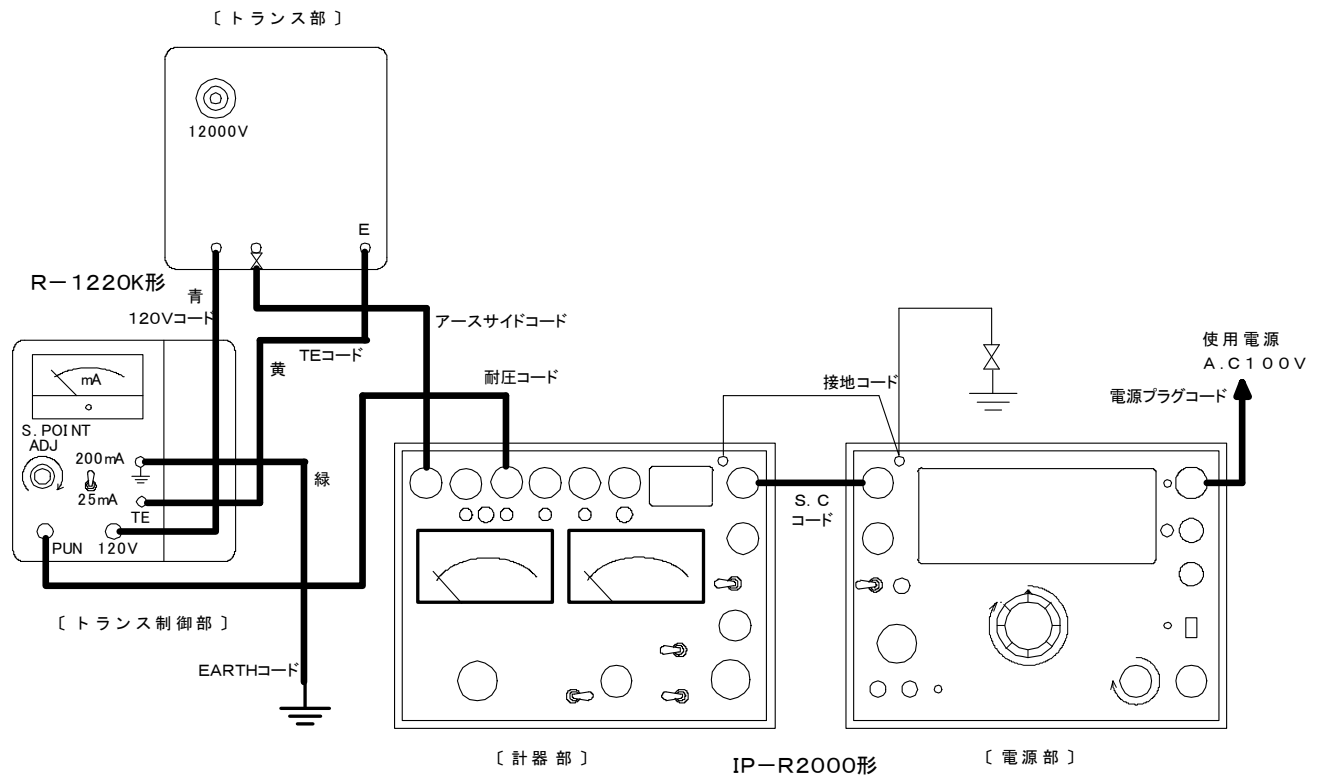 〔トランス部〕
12000V
E
R－1220K形
青
120Vコード
アースサイドコード
TEコード
黄
耐圧コード
接地コード
使用電源
A.C100V
電源プラグコード
mA
S.POINT
ADJ
200mA
25mA
TE
緑
PUN
120V
S.C
コード
〔トランス制御部〕
EARTHコード
〔計器部〕
IP－R2000形
〔電源部〕